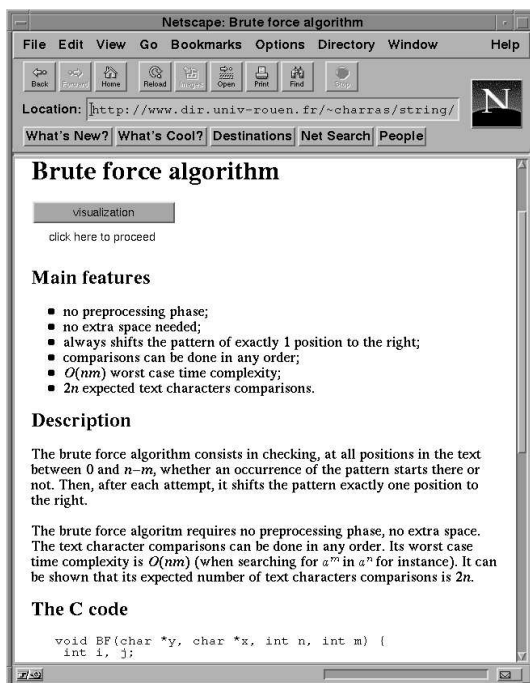 Netscape: Brute force algorithm
File Edit View Go Bookmarks Options Directory Window Help
Back Forward Home Reload Images Open Print Find Stop
Location: http://www.dir.univ-rouen.fr/~charras/string/
N
What's New? What's Cool? Destinations Net Search People
Brute force algorithm
visualization
click here to proceed
Main features
no preprocessing phase;
no extra space needed;
always shifts the pattern of exactly 1 position to the right;
comparisons can be done in any order;
O(nm) worst case time complexity;
2n expected text characters comparisons.
Description
The brute force algorithm consists in checking, at all positions in the text
between 0 and n–m, whether an occurrence of the pattern starts there or
not. Then, after each attempt, it shifts the pattern exactly one position to
the right.
The brute force algoritm requires no preprocessing phase, no extra space.
The text character comparisons can be done in any order. Its worst case
time complexity is O(nm) (when searching for a^m in a^n for instance). It can
be shown that its expected number of text characters comparisons is 2n.
The C code
void BF(char *y, char *x, int n, int m) {
int i, j;